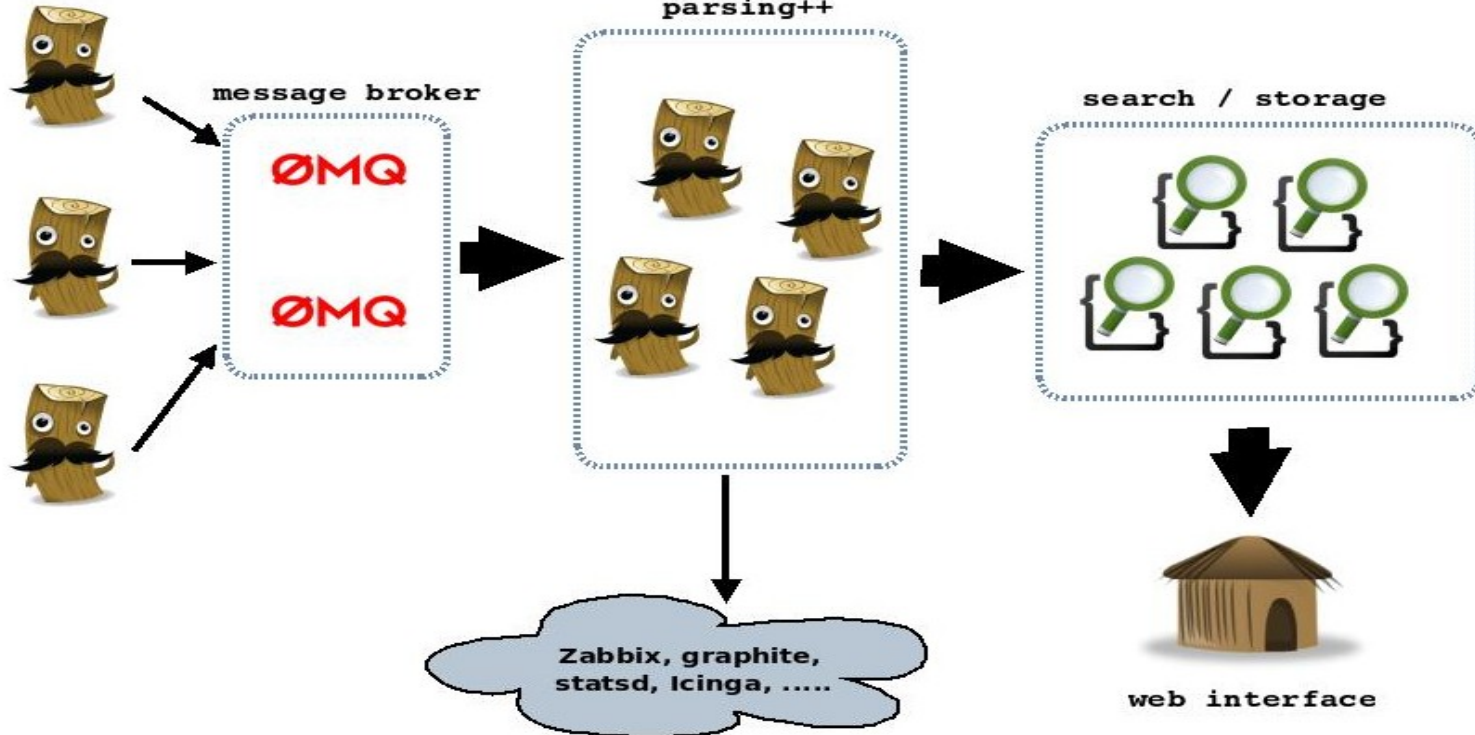 parsing++
message broker
search / storage
ØMQ
ØMQ
Zabbix, graphite,
statsd, Icinga, .....
web interface